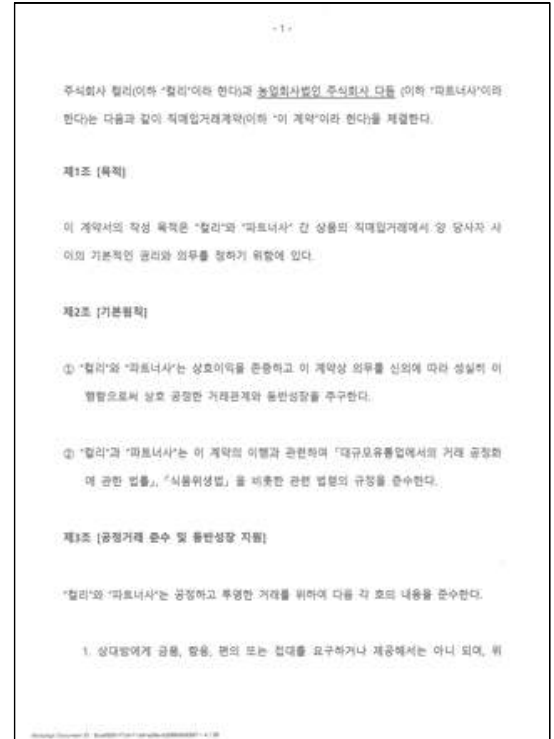 - 1 -
주식회사 컬리(이하 "컬리"이라 한다)과 농업회사법인 주식회사 다듬 (이하 "파트너사"이라
한다)는 다음과 같이 직매입거래계약(이하 "이 계약"이라 한다)을 체결한다.
제1조 [목적]
이 계약서의 작성 목적은 "컬리"와 "파트너사" 간 상품의 직매입거래에서 양 당사자 사
이의 기본적인 권리와 의무를 정하기 위함에 있다.
제2조 [기본원칙]
① "컬리"와 "파트너사"는 상호이익을 존중하고 이 계약상 의무를 신의에 따라 성실히 이
행함으로써 상호 공정한 거래관계와 동반성장을 추구한다.
② "컬리"과 "파트너사"는 이 계약의 이행과 관련하여 「대규모유통업에서의 거래 공정화
에 관한 법률」, 「식품위생법」을 비롯한 관련 법령의 규정을 준수한다.
제3조 [공정거래 준수 및 동반성장 지원]
"컬리"와 "파트너사"는 공정하고 투명한 거래를 위하여 다음 각 호의 내용을 준수한다.
1. 상대방에게 금품, 향응, 편의 또는 접대를 요구하거나 제공해서는 아니 되며, 위